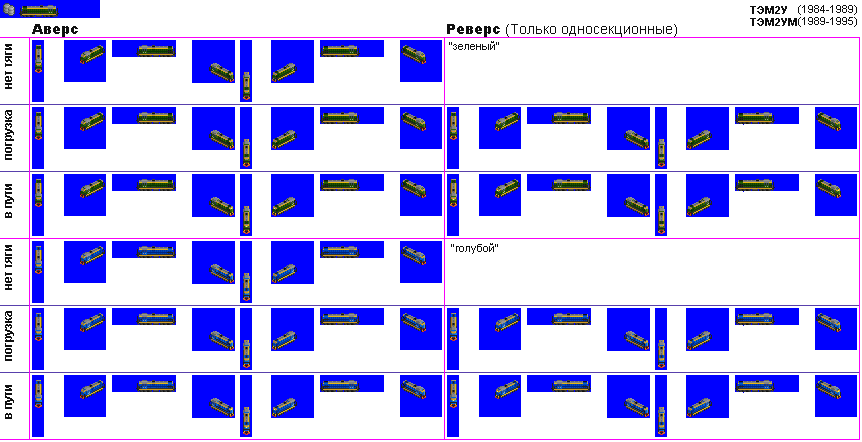 ТЭМ2У (1984-1989)
ТЭМ2УМ(1989-1995)
Аверс
Реверс (Только односекционные)
нет тяги
"зеленый"
погрузка
в пути
нет тяги
"голубой"
погрузка
в пути